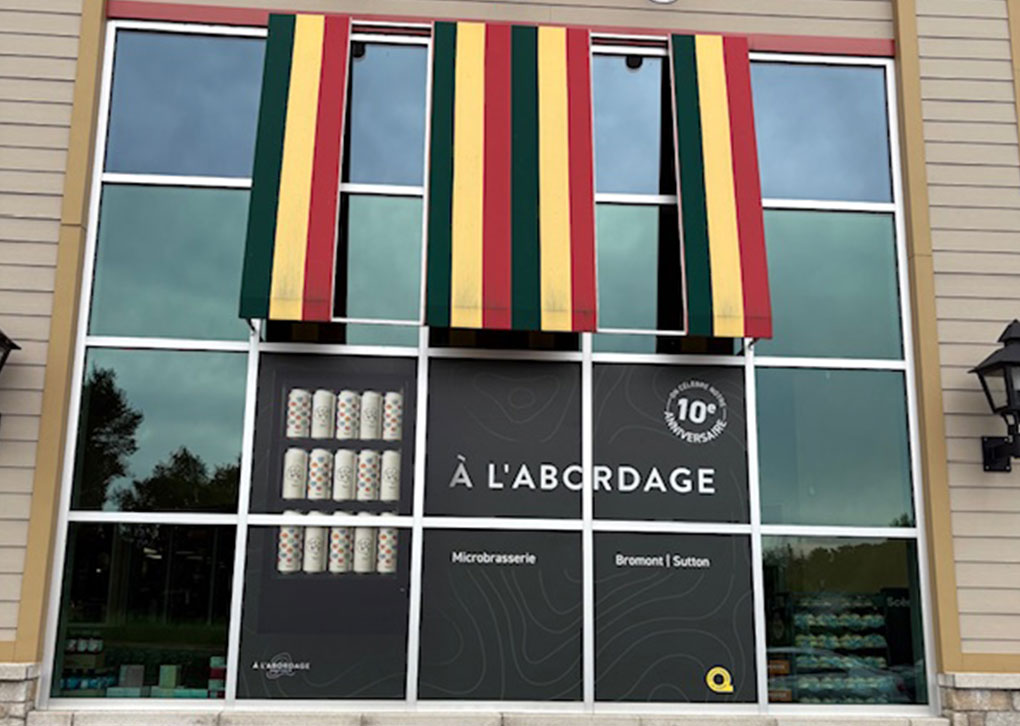 ON CÉLÈBRE NOTRE
10e
ANNIVERSAIRE
À L'ABORDAGE
Microbrasserie
Bromont | Sutton
À L'ABORDAGE